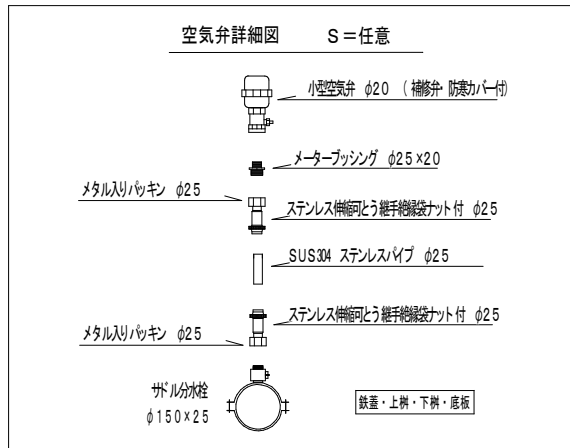 空気弁詳細図 S=任意
小型空気弁 φ20 (補修弁・防寒カバー付)
メーターブッシング φ25×20
メタル入りパッキン φ25
ステンレス伸縮可とう継手絶縁袋ナット付 φ25
SUS304 ステンレスパイプ φ25
ステンレス伸縮可とう継手絶縁袋ナット付 φ25
メタル入りパッキン φ25
サドル分水栓
φ150×25
鉄蓋・上桝・下桝・底板